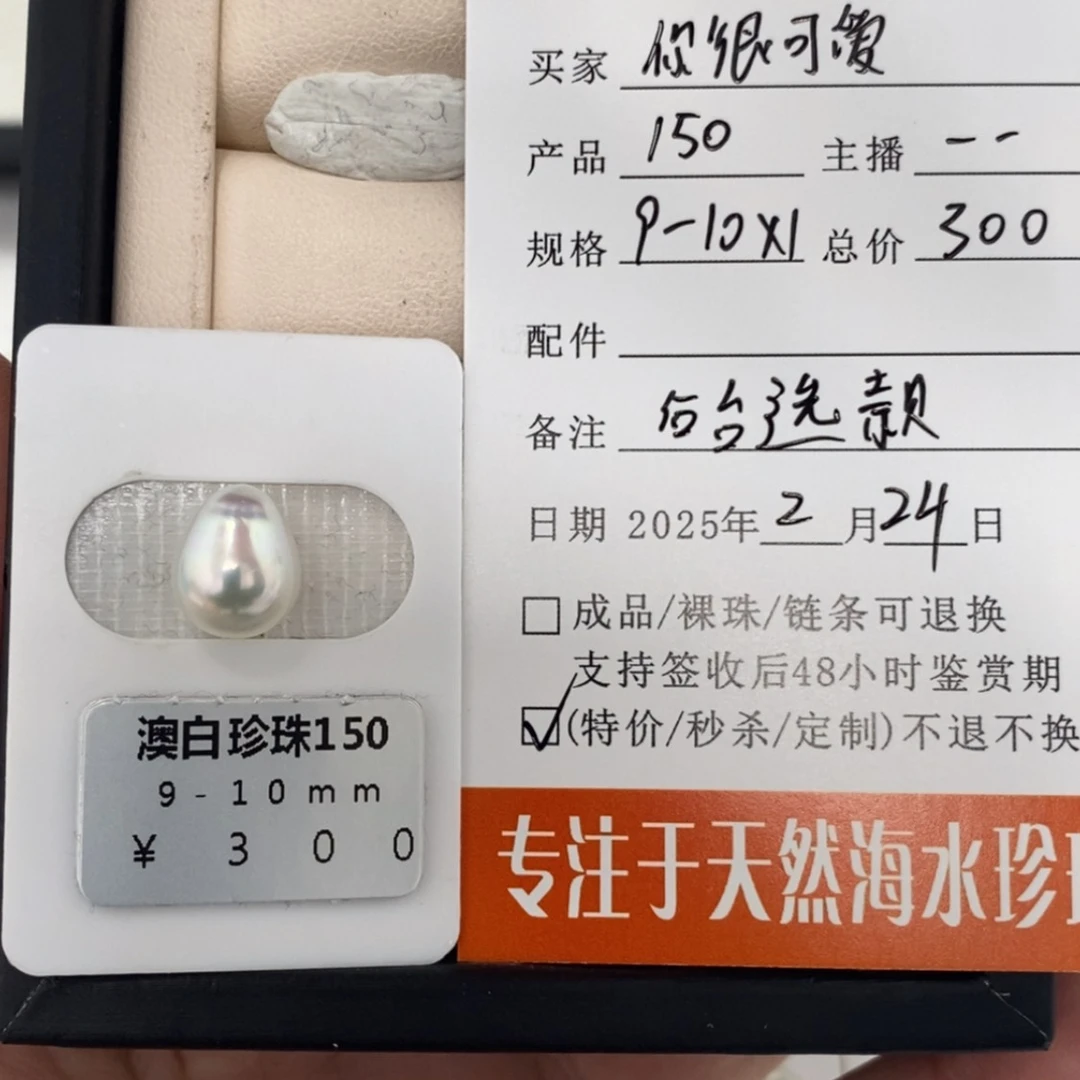 买家 你很可爱
产品 150 主播 --
规格 9-10X1 总价 300
配件
备注 后台选款
日期 2025年2月24日
成品/裸珠/链条可退换
支持签收后48小时鉴赏期
(特价/秒杀/定制)不退不换
专注于天然海水珍
澳白珍珠150
9-10mm
¥ 300